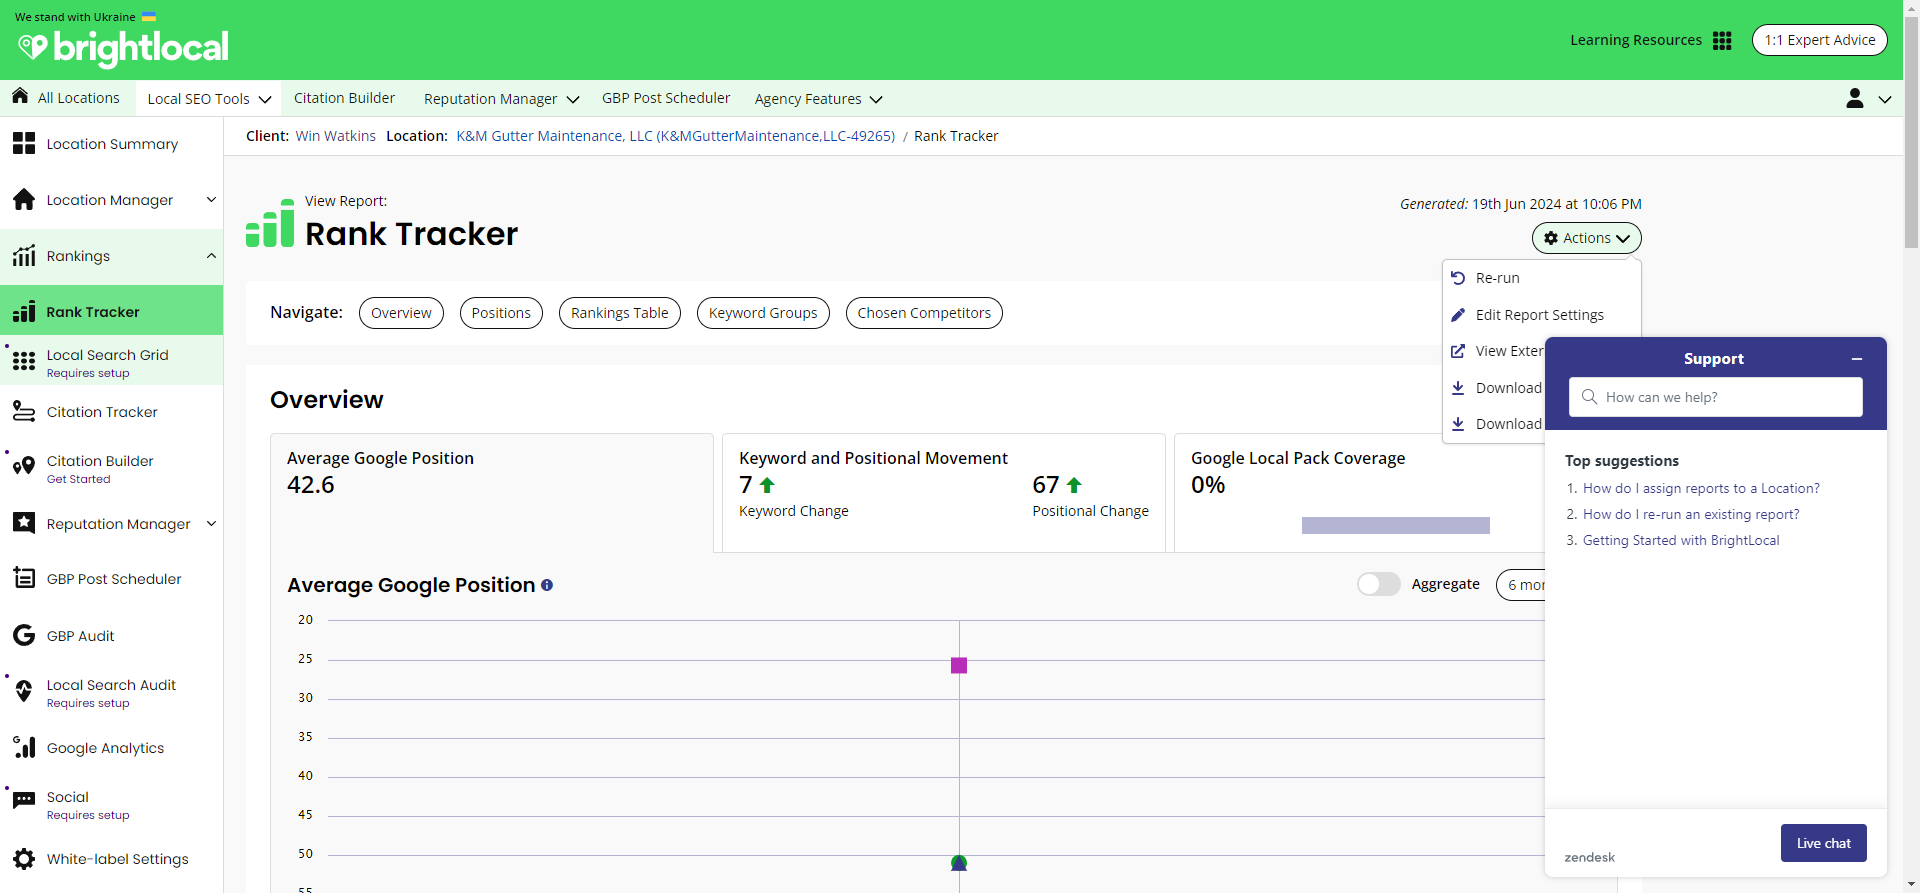 We stand with Ukraine
brightlocal
Learning Resources
1:1 Expert Advice
All Locations
Local SEO Tools
Citation Builder
Reputation Manager
GBP Post Scheduler
Agency Features
Client: Win Watkins Location: K&M Gutter Maintenance, LLC (K&MGutterMaintenance,LLC-49265) / Rank Tracker
Location Summary
Location Manager
Rankings
Rank Tracker
Local Search Grid
Requires setup
Citation Tracker
Citation Builder
Get Started
Reputation Manager
GBP Post Scheduler
GBP Audit
Local Search Audit
Requires setup
Google Analytics
Social
Requires setup
White-label Settings
View Report:
Rank Tracker
Generated: 19th Jun 2024 at 10:06 PM
Actions
Re-run
Edit Report Settings
View Exter
Download
Download
Navigate:
Overview
Positions
Rankings Table
Keyword Groups
Chosen Competitors
Overview
Average Google Position
42.6
Keyword and Positional Movement
7
Keyword Change
67
Positional Change
Google Local Pack Coverage
0%
Average Google Position
Aggregate
6 mor
20
25
30
35
40
45
50
55
Support
How can we help?
Top suggestions
1. How do I assign reports to a Location?
2. How do I re-run an existing report?
3. Getting Started with BrightLocal
zendesk
Live chat